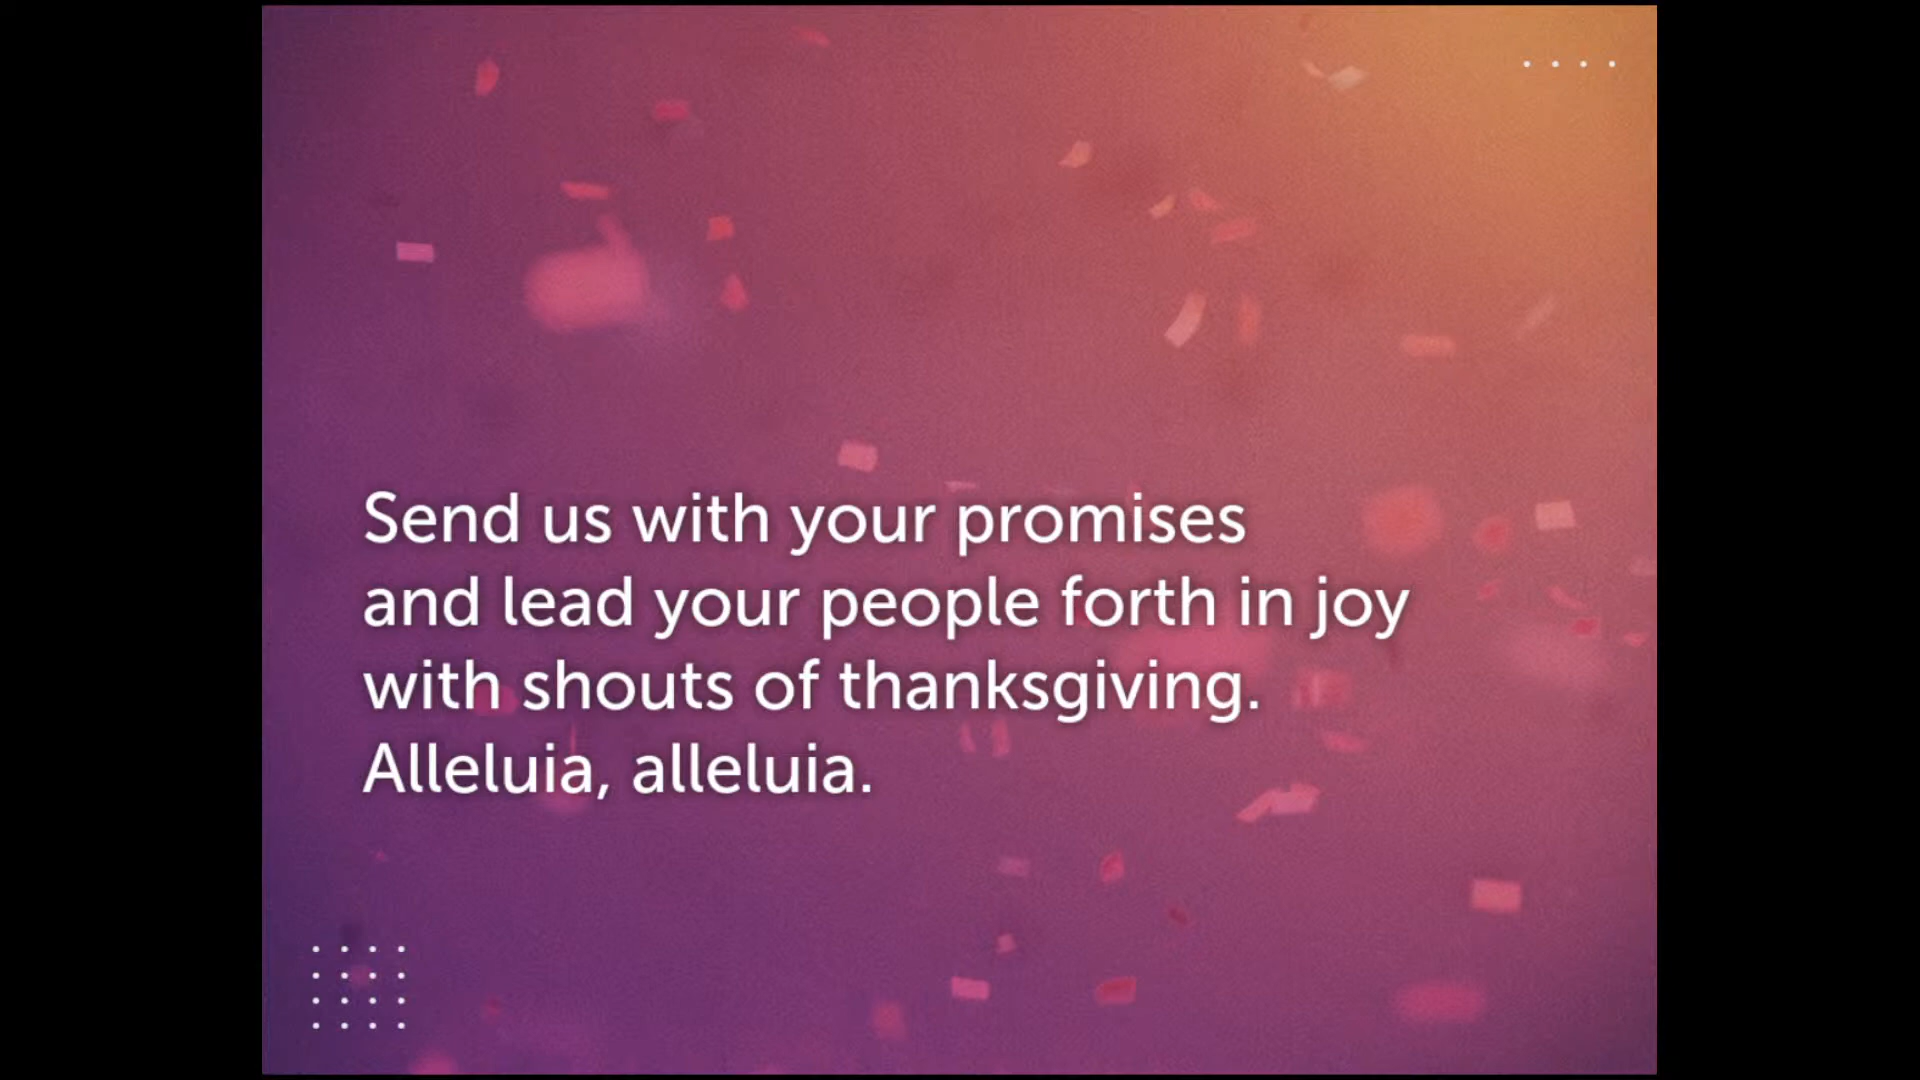 Send us with your promises
and lead your people forth in joy
with shouts of thanksgiving.
Alleluia, alleluia.